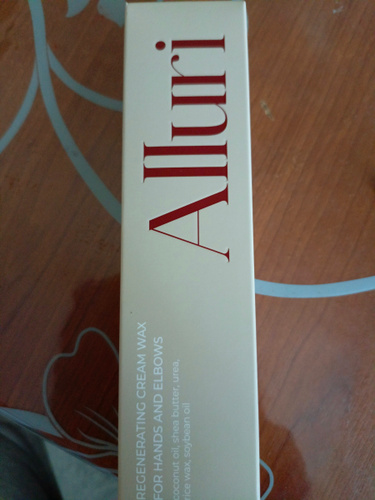 Alluri
REGENERATING CREAM WAX
FOR HANDS AND ELBOWS
coconut oil, shea butter, urea,
rice wax, soybean oil